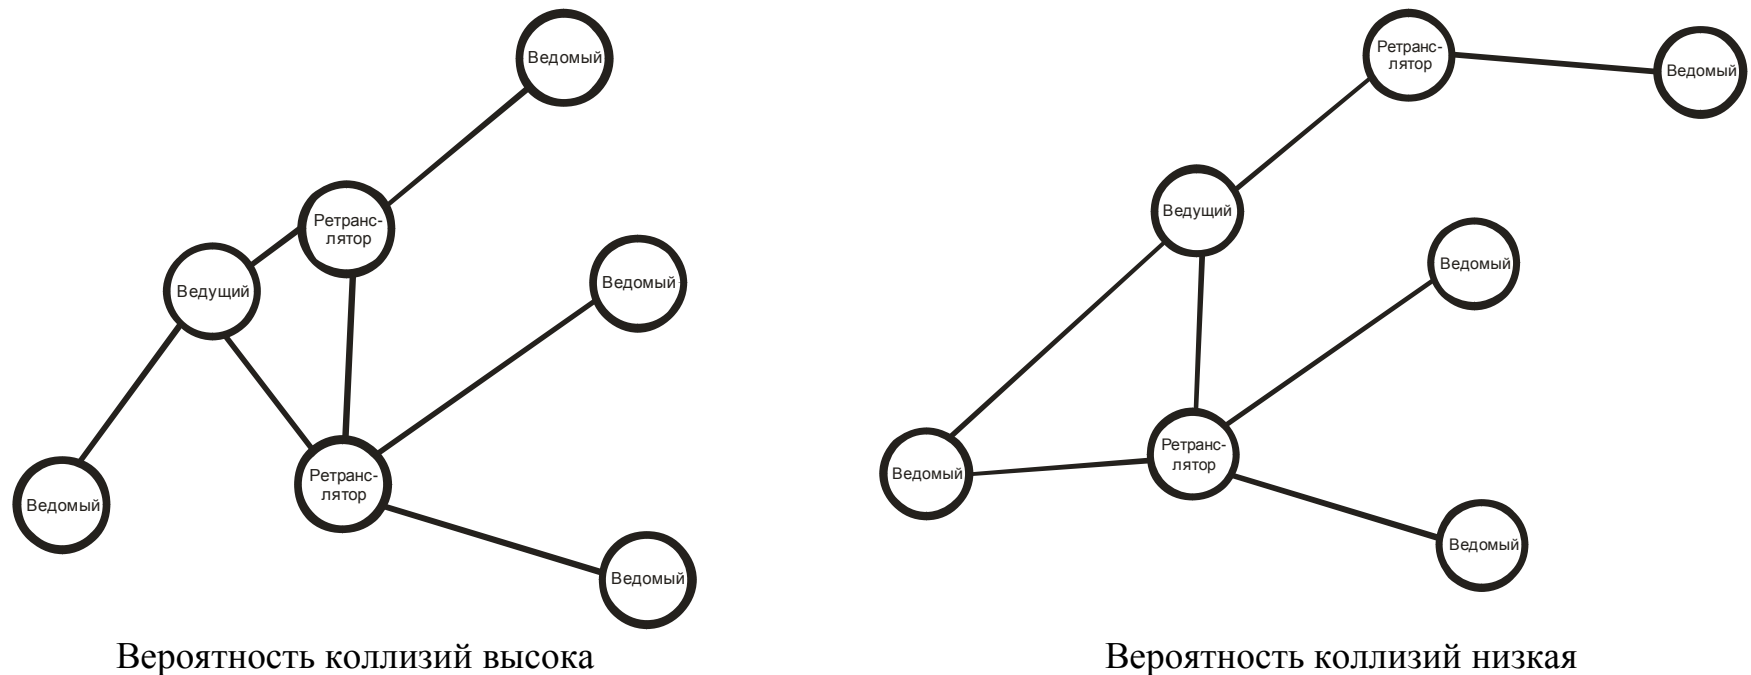 Ведомый
Ретранс-
лятор
Ведущий
Ведомый
Ретранс-
лятор
Ведомый
Ведомый
Вероятность коллизий высока
Ретранс-
лятор
Ведомый
Ведущий
Ведомый
Ретранс-
лятор
Ведомый
Ведомый
Вероятность коллизий низкая